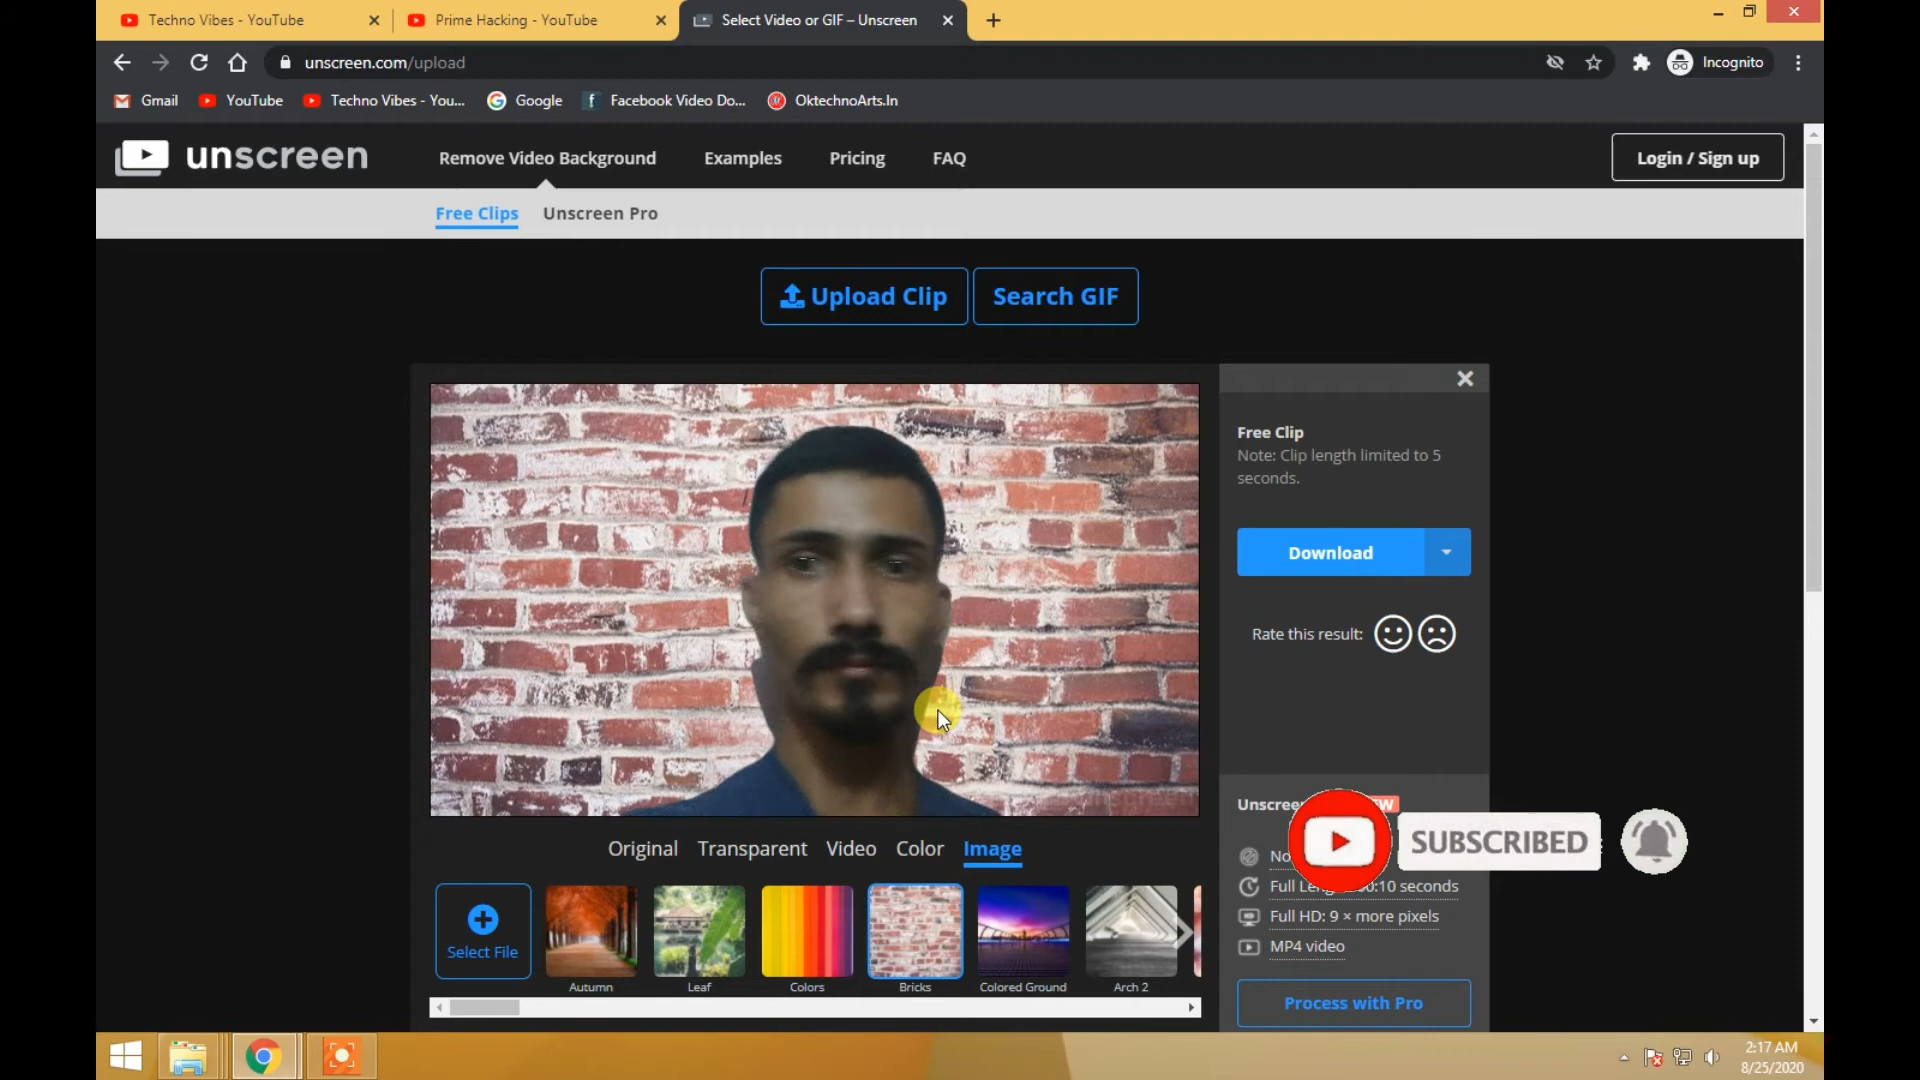 Techno Vibes - YouTube
Prime Hacking - YouTube
Select Video or GIF – Unscreen
unscreen.com/upload
Incognito
Gmail
YouTube
Techno Vibes - You...
Google
Facebook Video Do...
OktechnoArts.In
unscreen
Remove Video Background
Examples
Pricing
FAQ
Login / Sign up
Free Clips
Unscreen Pro
Upload Clip
Search GIF
Free Clip
Note: Clip length limited to 5
seconds.
Download
Rate this result:
SUBSCRIBED
Full HD: 9 × more pixels
MP4 video
Process with Pro
Original
Transparent
Video
Color
Image
Select File
Autumn
Leaf
Colors
Bricks
Colored Ground
Arch 2
2:17 AM
8/25/2020